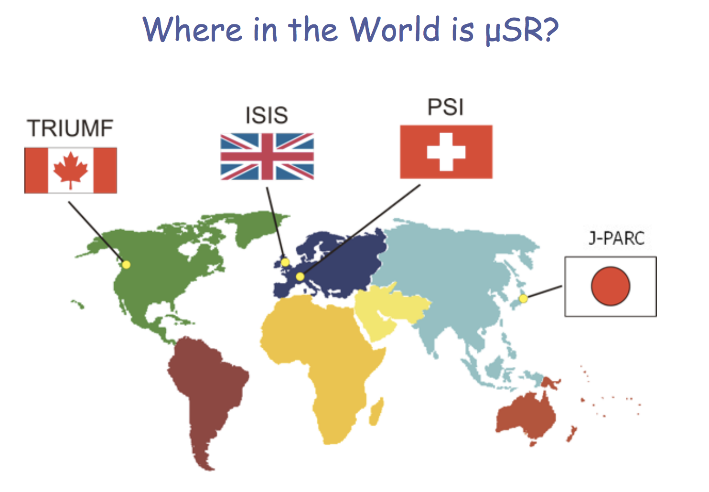 Where in the World is µSR?
TRIUMF
ISIS
PSI
J-PARC